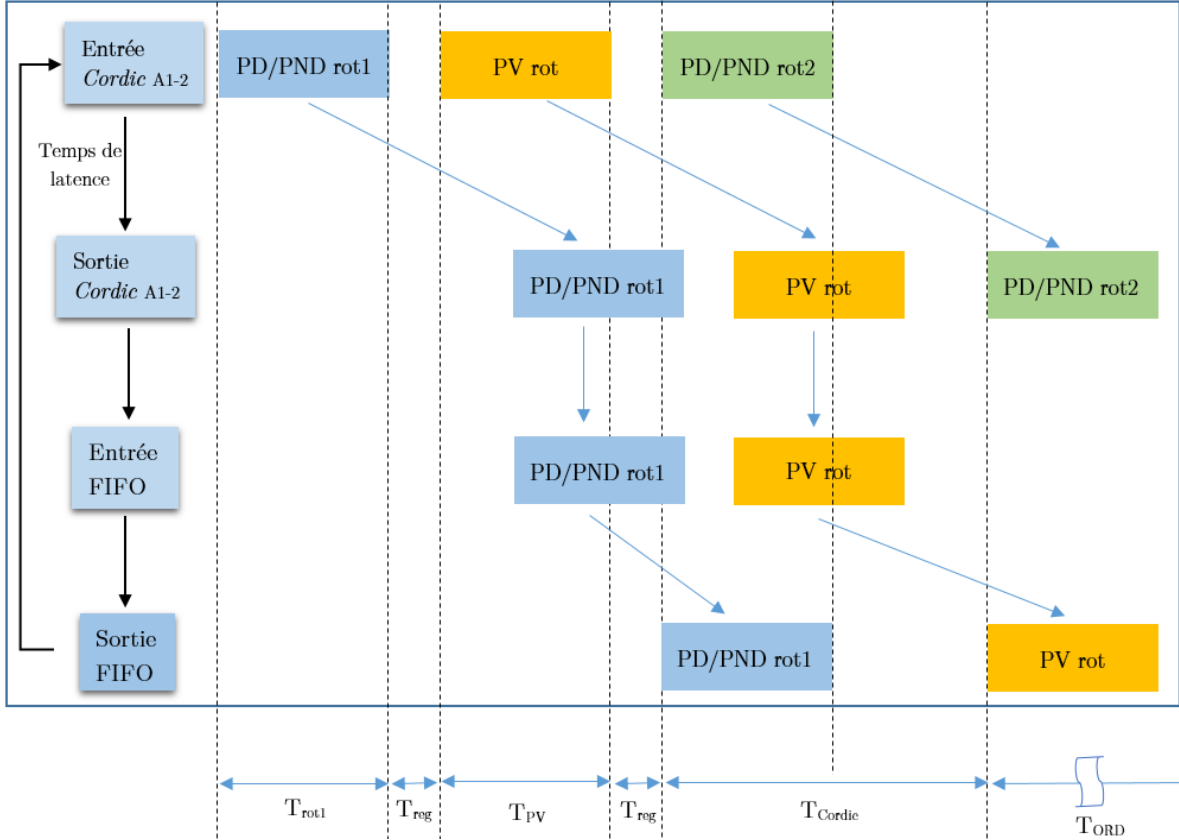 Entrée
Cordic A1-2
PD/PND rot1
PV rot
PD/PND rot2
Temps de
latence
Sortie
Cordic A1-2
PD/PND rot1
PV rot
PD/PND rot2
Entrée
FIFO
PD/PND rot1
PV rot
Sortie
FIFO
PD/PND rot1
PV rot
Trot1
Treg
TPV
Treg
TCordic
TORD